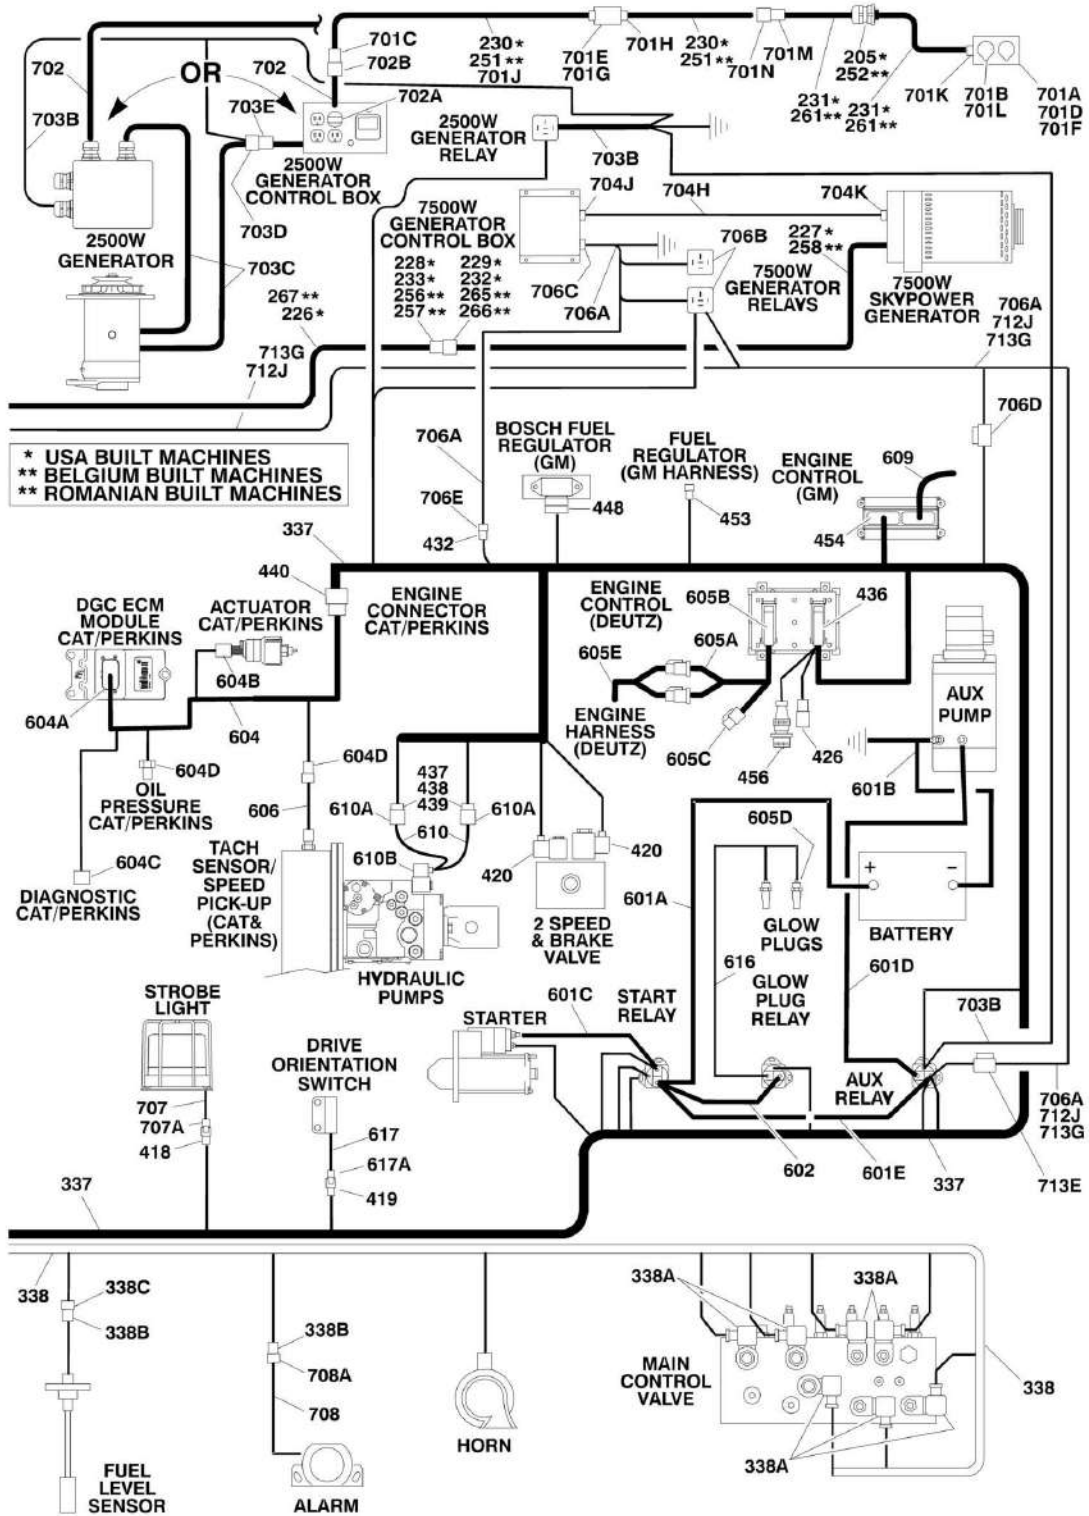 701C
702B
230*
251**
701J
701E
701G
701H
230*
251**
701N
701M
205*
252**
231*
261**
231*
261**
701K
701B
701L
701A
701D
701F
702
OR
702
703B
703E
702A
2500W
GENERATOR
RELAY
703B
2500W
GENERATOR
CONTROL BOX
703D
2500W
GENERATOR
703C
7500W
GENERATOR
CONTROL BOX
704J
704H
704K
228*
233*
256**
257**
229*
232*
265**
266**
706C
706A
706B
7500W
GENERATOR
RELAYS
227*
258**
7500W
SKYPOWER
GENERATOR
706A
712J
713G
267**
226*
713G
712J
* USA BUILT MACHINES
** BELGIUM BUILT MACHINES
** ROMANIAN BUILT MACHINES
706A
706E
432
BOSCH FUEL
REGULATOR
(GM)
448
FUEL
REGULATOR
(GM HARNESS)
453
ENGINE
CONTROL
(GM)
609
454
706D
337
440
ENGINE
CONNECTOR
CAT/PERKINS
DGC ECM
MODULE
CAT/PERKINS
ACTUATOR
CAT/PERKINS
604B
604A
604
ENGINE
CONTROL
(DEUTZ)
605B
436
605A
605E
ENGINE
HARNESS
(DEUTZ)
605C
456
426
AUX
PUMP
601B
604D
OIL
PRESSURE
CAT/PERKINS
604C
DIAGNOSTIC
CAT/PERKINS
604D
606
TACH
SENSOR/
SPEED
PICK-UP
(CAT&
PERKINS)
437
438
439
610A
610A
610
610B
HYDRAULIC
PUMPS
420
420
2 SPEED
& BRAKE
VALVE
601A
605D
GLOW
PLUGS
+
-
BATTERY
616
GLOW
PLUG
RELAY
601D
703B
STROBE
LIGHT
707
707A
418
DRIVE
ORIENTATION
SWITCH
617
617A
419
STARTER
601C
START
RELAY
AUX
RELAY
706A
712J
713G
602
601E
337
713E
337
338
338C
338B
FUEL
LEVEL
SENSOR
338B
708A
708
ALARM
HORN
338A
338A
MAIN
CONTROL
VALVE
338A
338